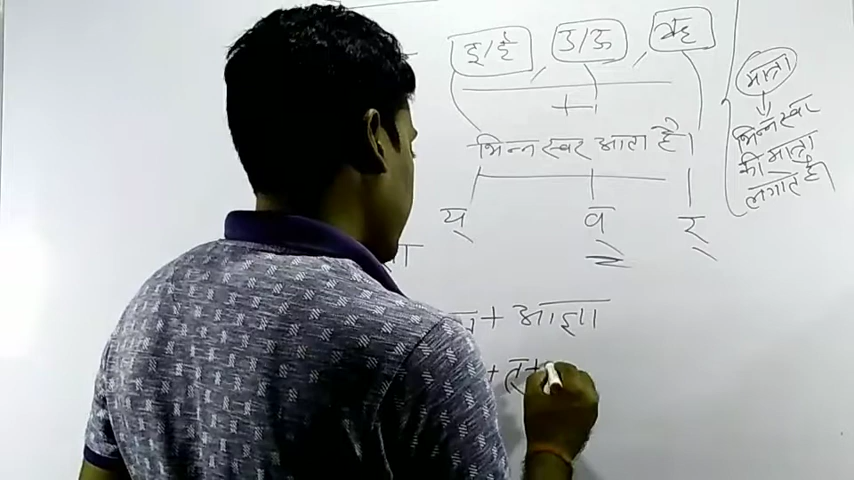 इ/ई उ/ऊ
+
भिन्न स्वर आता है।
य व र
मात्रा
↓
भिन्न स्वर
की मात्रा
लगाते है
+ आज्ञा
+ त् +